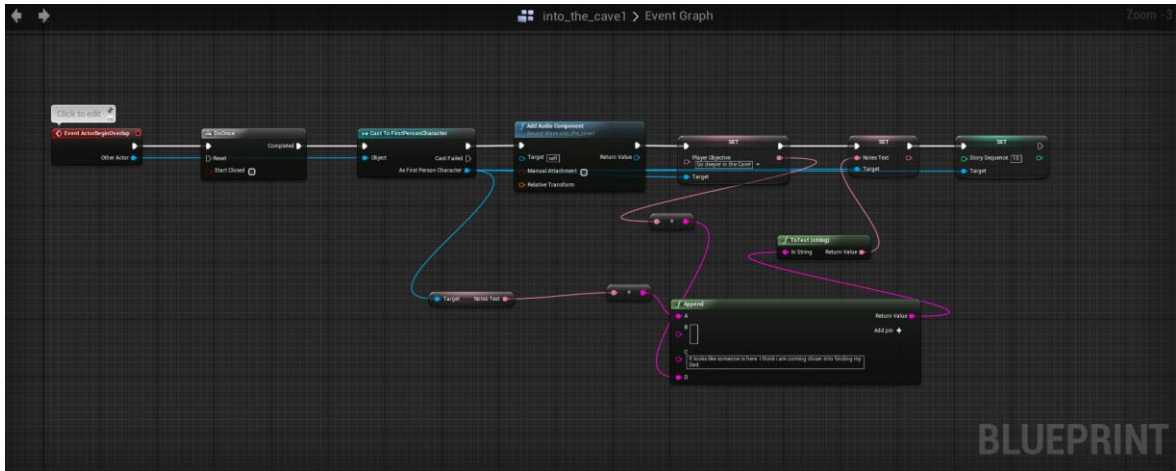 into_the_cave1 > Event Graph
Zoom -3
Click to edit
Event ActorBeginOverlap
Other Actor
DoOnce
Completed
Reset
Start Closed
Cast To FirstPersonCharacter
Object
Cast Failed
As First Person Character
Add Audio Component
Sound Wave into_the_cave1
Target self
Return Value
Manual Attachment
Relative Transform
SET
Player Objective
Go deeper in the Cave!
Target
SET
Notes Text
Target
SET
Story Sequence 10
Target
ToText (string)
In String Return Value
Target Notes Text
Append
A
Return Value
B
Add pin +
C
It looks like someone is here. I think i am coming closer into finding my
Dad.
D
BLUEPRINT